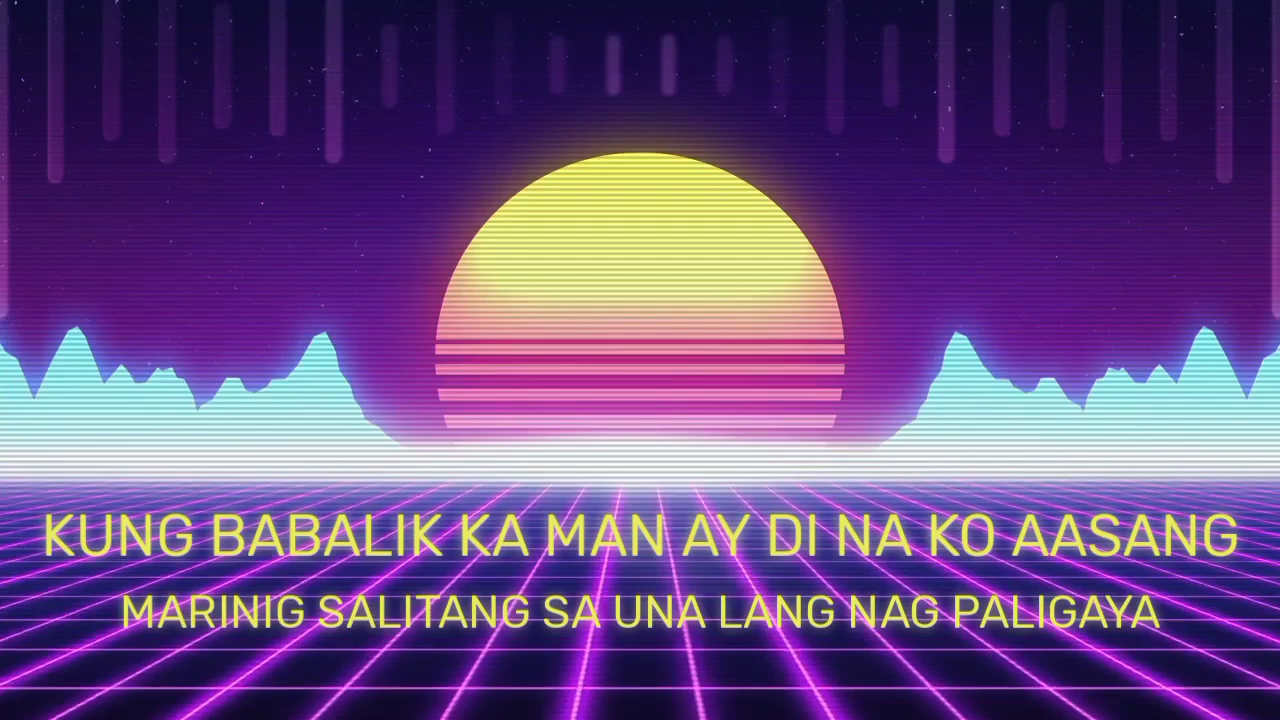 KUNG BABALIK KA MAN AY DI NA KO AASANG
MARINIG SALITANG SA UNA LANG NAG PALIGAYA